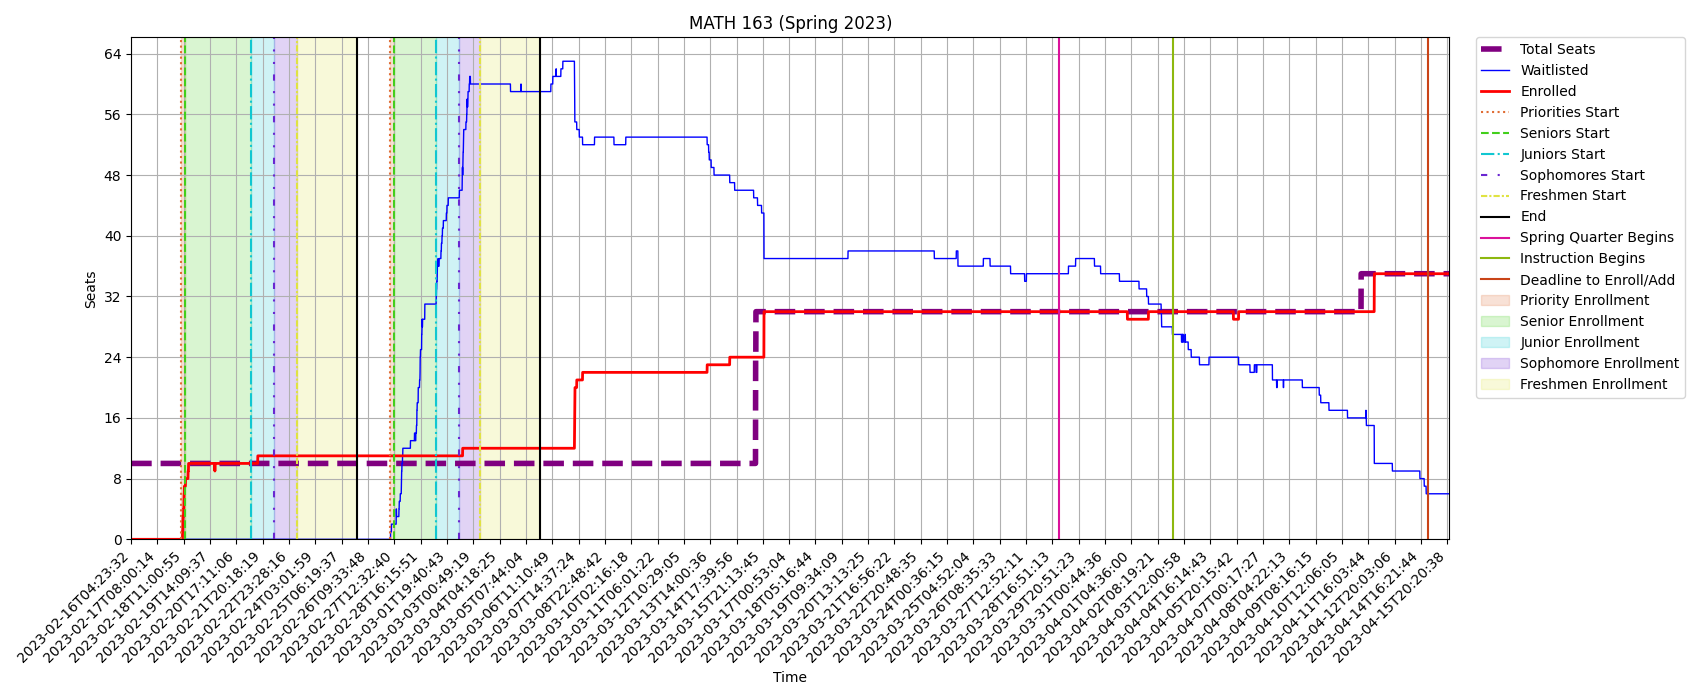 MATH 163 (Spring 2023)
64
56
48
40
32
24
16
8
0
Seats
2023-02-16T04:23:32
2023-02-17T08:00:14
2023-02-18T11:00:55
2023-02-19T14:09:37
2023-02-20T17:11:06
2023-02-21T20:18:19
2023-02-22T23:28:16
2023-02-24T03:01:59
2023-02-25T06:19:37
2023-02-26T09:33:48
2023-02-27T12:32:40
2023-02-28T16:15:51
2023-03-01T19:40:43
2023-03-03T00:49:19
2023-03-04T04:18:25
2023-03-05T07:44:04
2023-03-06T11:10:49
2023-03-07T14:37:24
2023-03-08T22:48:42
2023-03-10T02:16:18
2023-03-11T06:01:22
2023-03-12T10:29:05
2023-03-13T14:00:36
2023-03-14T17:39:56
2023-03-15T21:13:45
2023-03-17T00:53:04
2023-03-18T05:16:44
2023-03-19T09:34:09
2023-03-20T13:13:25
2023-03-21T16:56:22
2023-03-22T20:48:35
2023-03-24T00:36:15
2023-03-25T04:52:04
2023-03-26T08:35:33
2023-03-27T12:52:11
2023-03-28T16:51:13
2023-03-29T20:51:23
2023-03-31T00:44:36
2023-04-01T04:36:00
2023-04-02T08:19:21
2023-04-03T12:00:58
2023-04-04T16:14:43
2023-04-05T20:15:42
2023-04-07T00:17:27
2023-04-08T04:22:13
2023-04-09T08:16:15
2023-04-10T12:06:05
2023-04-11T16:03:44
2023-04-12T20:03:06
2023-04-14T16:21:44
2023-04-15T20:20:38
Time
Total Seats
Waitlisted
Enrolled
Priorities Start
Seniors Start
Juniors Start
Sophomores Start
Freshmen Start
End
Spring Quarter Begins
Instruction Begins
Deadline to Enroll/Add
Priority Enrollment
Senior Enrollment
Junior Enrollment
Sophomore Enrollment
Freshmen Enrollment